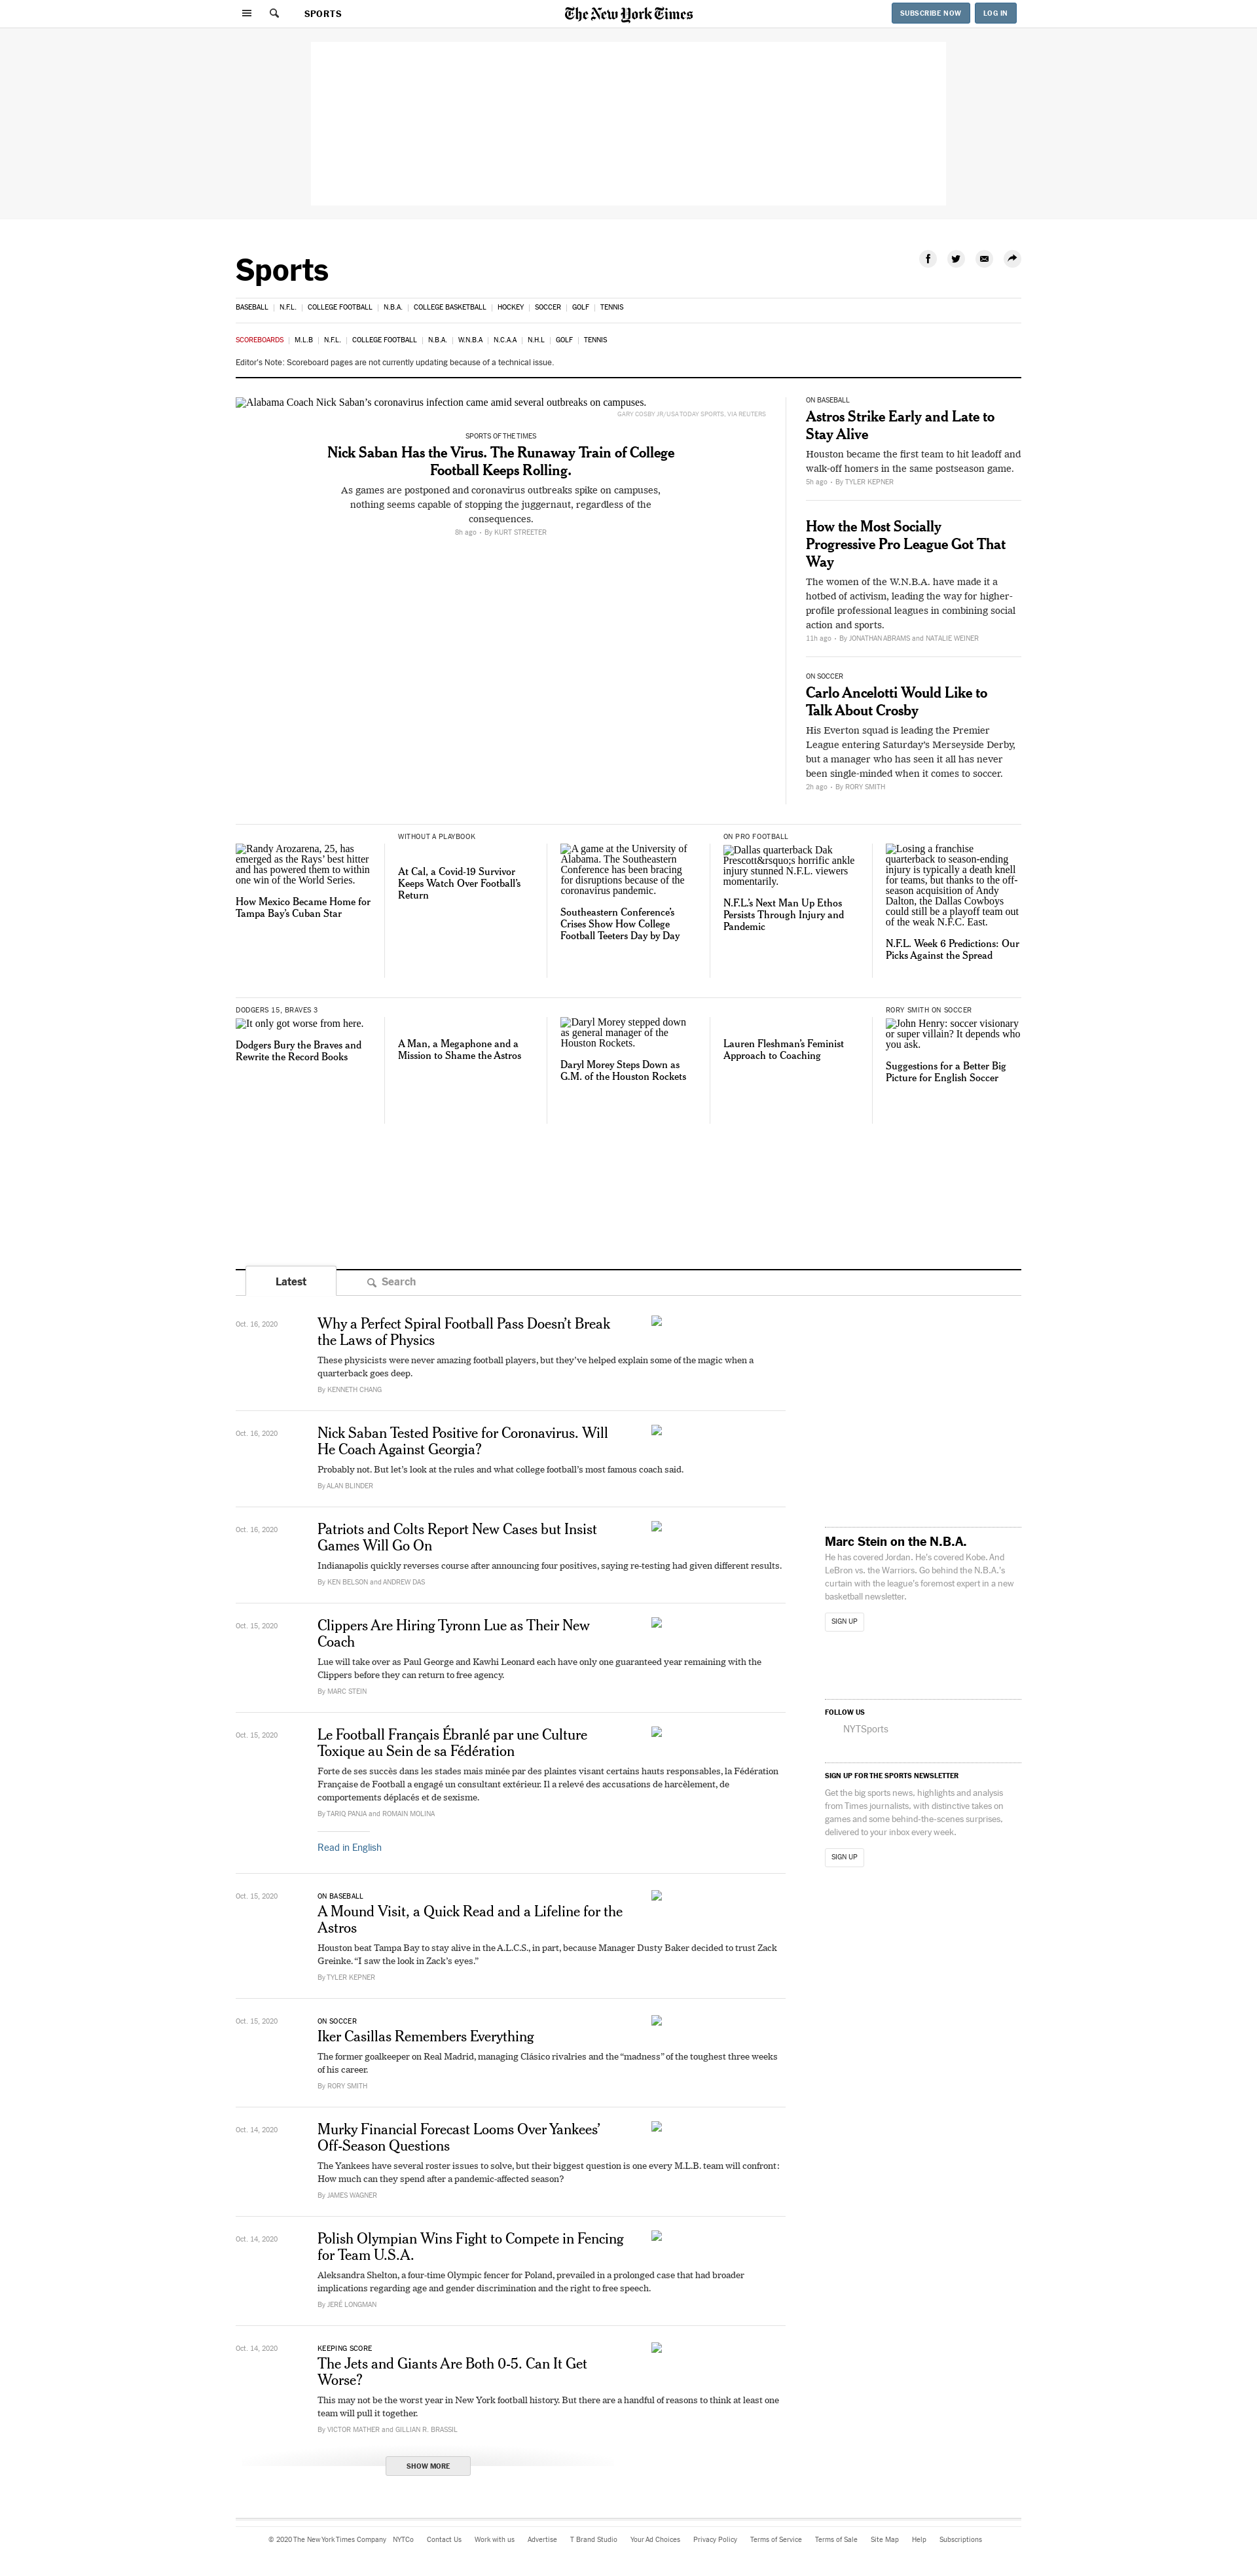 SPORTS
The New York Times
SUBSCRIBE NOW
LOG IN
Sports
BASEBALL | N.F.L. | COLLEGE FOOTBALL | N.B.A. | COLLEGE BASKETBALL | HOCKEY | SOCCER | GOLF | TENNIS
SCOREBOARDS | M.L.B | N.F.L. | COLLEGE FOOTBALL | N.B.A. | W.N.B.A | N.C.A.A | N.H.L | GOLF | TENNIS
Editor's Note: Scoreboard pages are not currently updating because of a technical issue.
Alabama Coach Nick Saban’s coronavirus infection came amid several outbreaks on campuses.
GARY COSBY JR/USA TODAY SPORTS, VIA REUTERS
SPORTS OF THE TIMES
Nick Saban Has the Virus. The Runaway Train of College
Football Keeps Rolling.
As games are postponed and coronavirus outbreaks spike on campuses,
nothing seems capable of stopping the juggernaut, regardless of the
consequences.
8h ago • By KURT STREETER
ON BASEBALL
Astros Strike Early and Late to
Stay Alive
Houston became the first team to hit leadoff and
walk-off homers in the same postseason game.
5h ago • By TYLER KEPNER
How the Most Socially
Progressive Pro League Got That
Way
The women of the W.N.B.A. have made it a
hotbed of activism, leading the way for higher-
profile professional leagues in combining social
action and sports.
11h ago • By JONATHAN ABRAMS and NATALIE WEINER
ON SOCCER
Carlo Ancelotti Would Like to
Talk About Crosby
His Everton squad is leading the Premier
League entering Saturday’s Merseyside Derby,
but a manager who has seen it all has never
been single-minded when it comes to soccer.
2h ago • By RORY SMITH
Randy Arozarena, 25, has
emerged as the Rays’ best hitter
and has powered them to within
one win of the World Series.
How Mexico Became Home for
Tampa Bay’s Cuban Star
WITHOUT A PLAYBOOK
At Cal, a Covid-19 Survivor
Keeps Watch Over Football’s
Return
A game at the University of
Alabama. The Southeastern
Conference has been bracing
for disruptions because of the
coronavirus pandemic.
Southeastern Conference’s
Crises Show How College
Football Teeters Day by Day
ON PRO FOOTBALL
Dallas quarterback Dak
Prescott&rsquo;s horrific ankle
injury stunned N.F.L. viewers
momentarily.
N.F.L.’s Next Man Up Ethos
Persists Through Injury and
Pandemic
Losing a franchise
quarterback to season-ending
injury is typically a death knell
for teams, but thanks to the off-
season acquisition of Andy
Dalton, the Dallas Cowboys
could still be a playoff team out
of the weak N.F.C. East.
N.F.L. Week 6 Predictions: Our
Picks Against the Spread
DODGERS 15, BRAVES 3
It only got worse from here.
Dodgers Bury the Braves and
Rewrite the Record Books
A Man, a Megaphone and a
Mission to Shame the Astros
Daryl Morey stepped down
as general manager of the
Houston Rockets.
Daryl Morey Steps Down as
G.M. of the Houston Rockets
Lauren Fleshman’s Feminist
Approach to Coaching
RORY SMITH ON SOCCER
John Henry: soccer visionary
or super villain? It depends who
you ask.
Suggestions for a Better Big
Picture for English Soccer
Latest
Search
Oct. 16, 2020
Why a Perfect Spiral Football Pass Doesn’t Break
the Laws of Physics
These physicists were never amazing football players, but they’ve helped explain some of the magic when a
quarterback goes deep.
By KENNETH CHANG
Oct. 16, 2020
Nick Saban Tested Positive for Coronavirus. Will
He Coach Against Georgia?
Probably not. But let’s look at the rules and what college football’s most famous coach said.
By ALAN BLINDER
Oct. 16, 2020
Patriots and Colts Report New Cases but Insist
Games Will Go On
Indianapolis quickly reverses course after announcing four positives, saying re-testing had given different results.
By KEN BELSON and ANDREW DAS
Oct. 15, 2020
Clippers Are Hiring Tyronn Lue as Their New
Coach
Lue will take over as Paul George and Kawhi Leonard each have only one guaranteed year remaining with the
Clippers before they can return to free agency.
By MARC STEIN
Oct. 15, 2020
Le Football Français Ébranlé par une Culture
Toxique au Sein de sa Fédération
Forte de ses succès dans les stades mais minée par des plaintes visant certains hauts responsables, la Fédération
Française de Football a engagé un consultant extérieur. Il a relevé des accusations de harcèlement, de
comportements déplacés et de sexisme.
By TARIQ PANJA and ROMAIN MOLINA
Read in English
Oct. 15, 2020
ON BASEBALL
A Mound Visit, a Quick Read and a Lifeline for the
Astros
Houston beat Tampa Bay to stay alive in the A.L.C.S., in part, because Manager Dusty Baker decided to trust Zack
Greinke. “I saw the look in Zack’s eyes.”
By TYLER KEPNER
Oct. 15, 2020
ON SOCCER
Iker Casillas Remembers Everything
The former goalkeeper on Real Madrid, managing Clásico rivalries and the “madness” of the toughest three weeks
of his career.
By RORY SMITH
Oct. 14, 2020
Murky Financial Forecast Looms Over Yankees’
Off-Season Questions
The Yankees have several roster issues to solve, but their biggest question is one every M.L.B. team will confront:
How much can they spend after a pandemic-affected season?
By JAMES WAGNER
Oct. 14, 2020
Polish Olympian Wins Fight to Compete in Fencing
for Team U.S.A.
Aleksandra Shelton, a four-time Olympic fencer for Poland, prevailed in a prolonged case that had broader
implications regarding age and gender discrimination and the right to free speech.
By JERÉ LONGMAN
Oct. 14, 2020
KEEPING SCORE
The Jets and Giants Are Both 0-5. Can It Get
Worse?
This may not be the worst year in New York football history. But there are a handful of reasons to think at least one
team will pull it together.
By VICTOR MATHER and GILLIAN R. BRASSIL
SHOW MORE
Marc Stein on the N.B.A.
He has covered Jordan. He’s covered Kobe. And
LeBron vs. the Warriors. Go behind the N.B.A.’s
curtain with the league’s foremost expert in a new
basketball newsletter.
SIGN UP
FOLLOW US
NYTSports
SIGN UP FOR THE SPORTS NEWSLETTER
Get the big sports news, highlights and analysis
from Times journalists, with distinctive takes on
games and some behind-the-scenes surprises,
delivered to your inbox every week.
SIGN UP
© 2020 The New York Times Company NYTCo Contact Us Work with us Advertise T Brand Studio Your Ad Choices Privacy Policy Terms of Service Terms of Sale Site Map Help Subscriptions